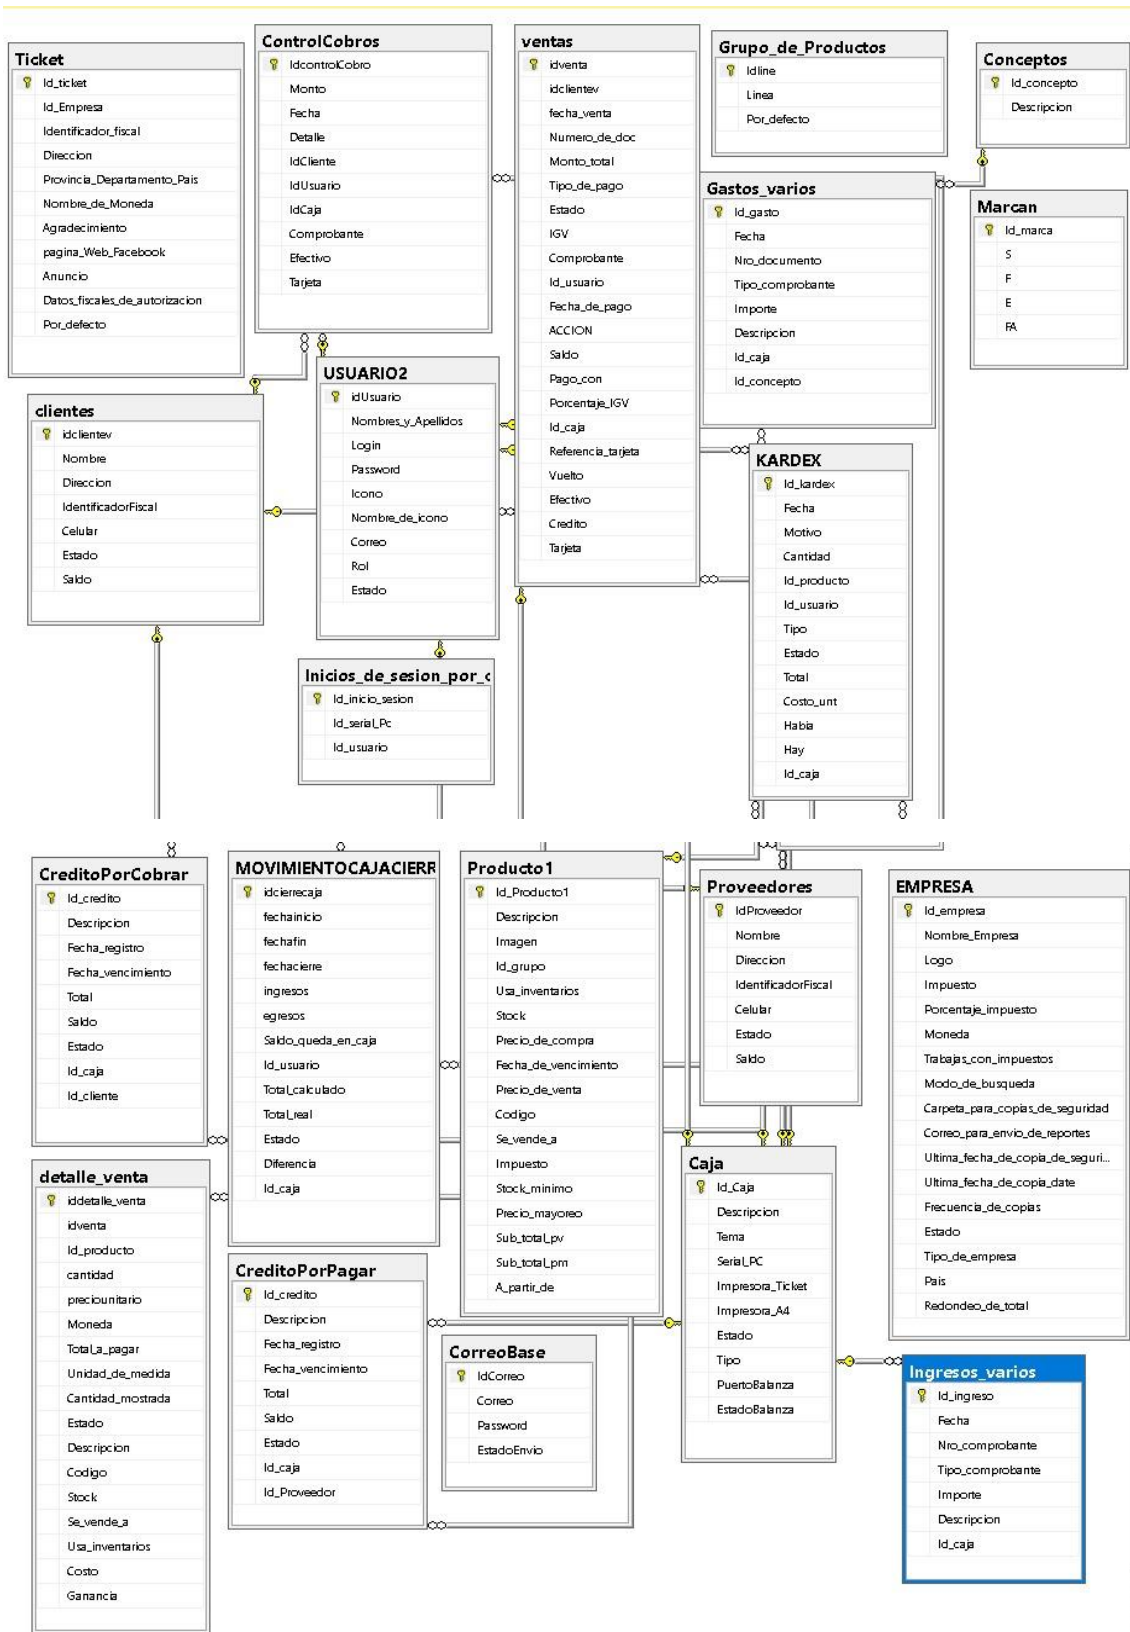 Ticket
Id_ticket
Id_Empresa
Identificador_fiscal
Direccion
Provincia_Departamento_Pais
Nombre_de_Moneda
Agradecimiento
pagina_Web_Facebook
Anuncio
Datos_fiscales_de_autorizacion
Por_defecto
ControlCobros
IdcontrolCobro
Monto
Fecha
Detalle
IdCliente
IdUsuario
IdCaja
Comprobante
Efectivo
Tarjeta
ventas
idventa
idclientev
fecha_venta
Numero_de_doc
Monto_total
Tipo_de_pago
Estado
IGV
Comprobante
Id_usuario
Fecha_de_pago
ACCION
Saldo
Pago_con
Porcentaje_IGV
Id_caja
Referencia_tarjeta
Vuelto
Efectivo
Credito
Tarjeta
Grupo_de_Productos
Idline
Linea
Por_defecto
Conceptos
Id_concepto
Descripcion
Gastos_varios
Id_gasto
Fecha
Nro_documento
Tipo_comprobante
Importe
Descripcion
Id_caja
Id_concepto
Marcan
Id_marca
S
F
E
FA
clientes
idclientev
Nombre
Direccion
IdentificadorFiscal
Celular
Estado
Saldo
USUARIO2
idUsuario
Nombres_y_Apellidos
Login
Password
Icono
Nombre_de_icono
Correo
Rol
Estado
KARDEX
Id_kardex
Fecha
Motivo
Cantidad
Id_producto
Id_usuario
Tipo
Estado
Total
Costo_unt
Habia
Hay
Id_caja
Inicios_de_sesion_por_c
Id_inicio_sesion
Id_serial_Pc
Id_usuario
CreditoPorCobrar
Id_credito
Descripcion
Fecha_registro
Fecha_vencimiento
Total
Saldo
Estado
Id_caja
Id_cliente
MOVIMIENTOCAJACIERR
idcierrecaja
fechainicio
fechafin
fechacierre
ingresos
egresos
Saldo_queda_en_caja
Id_usuario
Total_calculado
Total_real
Estado
Diferencia
Id_caja
Producto1
Id_Producto1
Descripcion
Imagen
Id_grupo
Usa_inventarios
Stock
Precio_de_compra
Fecha_de_vencimiento
Precio_de_venta
Codigo
Se_vende_a
Impuesto
Stock_minimo
Precio_mayoreo
Sub_total_pv
Sub_total_pm
A_partir_de
Proveedores
IdProveedor
Nombre
Direccion
IdentificadorFiscal
Celular
Estado
Saldo
EMPRESA
Id_empresa
Nombre_Empresa
Logo
Impuesto
Porcentaje_impuesto
Moneda
Trabajas_con_impuestos
Modo_de_busqueda
Carpeta_para_copias_de_seguridad
Correo_para_envio_de_reportes
Ultima_fecha_de_copia_de_seguri...
Ultima_fecha_de_copia_date
Frecuencia_de_copias
Estado
Tipo_de_empresa
Pais
Redondeo_de_total
detalle_venta
iddetalle_venta
idventa
Id_producto
cantidad
preciounitario
Moneda
Total_a_pagar
Unidad_de_medida
Cantidad_mostrada
Estado
Descripcion
Codigo
Stock
Se_vende_a
Usa_inventarios
Costo
Ganancia
CreditoPorPagar
Id_credito
Descripcion
Fecha_registro
Fecha_vencimiento
Total
Saldo
Estado
Id_caja
Id_Proveedor
CorreoBase
IdCorreo
Correo
Password
EstadoEnvio
Caja
Id_Caja
Descripcion
Tema
Serial_PC
Impresora_Ticket
Impresora_A4
Estado
Tipo
PuertoBalanza
EstadoBalanza
Ingresos_varios
Id_ingreso
Fecha
Nro_comprobante
Tipo_comprobante
Importe
Descripcion
Id_caja